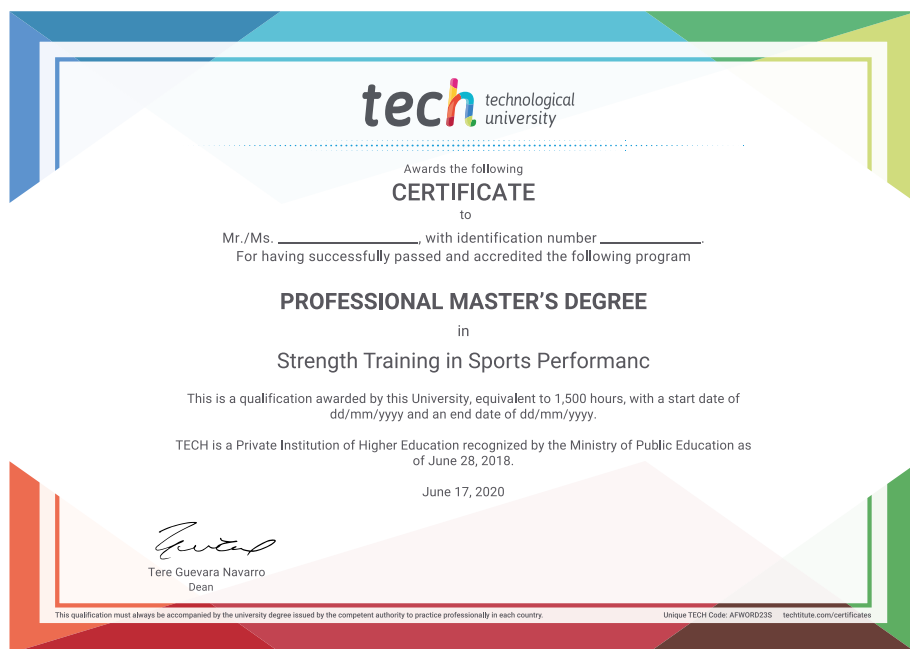 tech technological
university
Awards the following
CERTIFICATE
to
Mr./Ms. ____________________, with identification number ______________.
For having successfully passed and accredited the following program
PROFESSIONAL MASTER'S DEGREE
in
Strength Training in Sports Performanc
This is a qualification awarded by this University, equivalent to 1,500 hours, with a start date of
dd/mm/yyyy and an end date of dd/mm/yyyy.
TECH is a Private Institution of Higher Education recognized by the Ministry of Public Education as
of June 28, 2018.
June 17, 2020
Tere Guevara Navarro
Dean
This qualification must always be accompanied by the university degree issued by the competent authority to practice professionally in each country.
Unique TECH Code: AFWORD23S techtitute.com/certificates